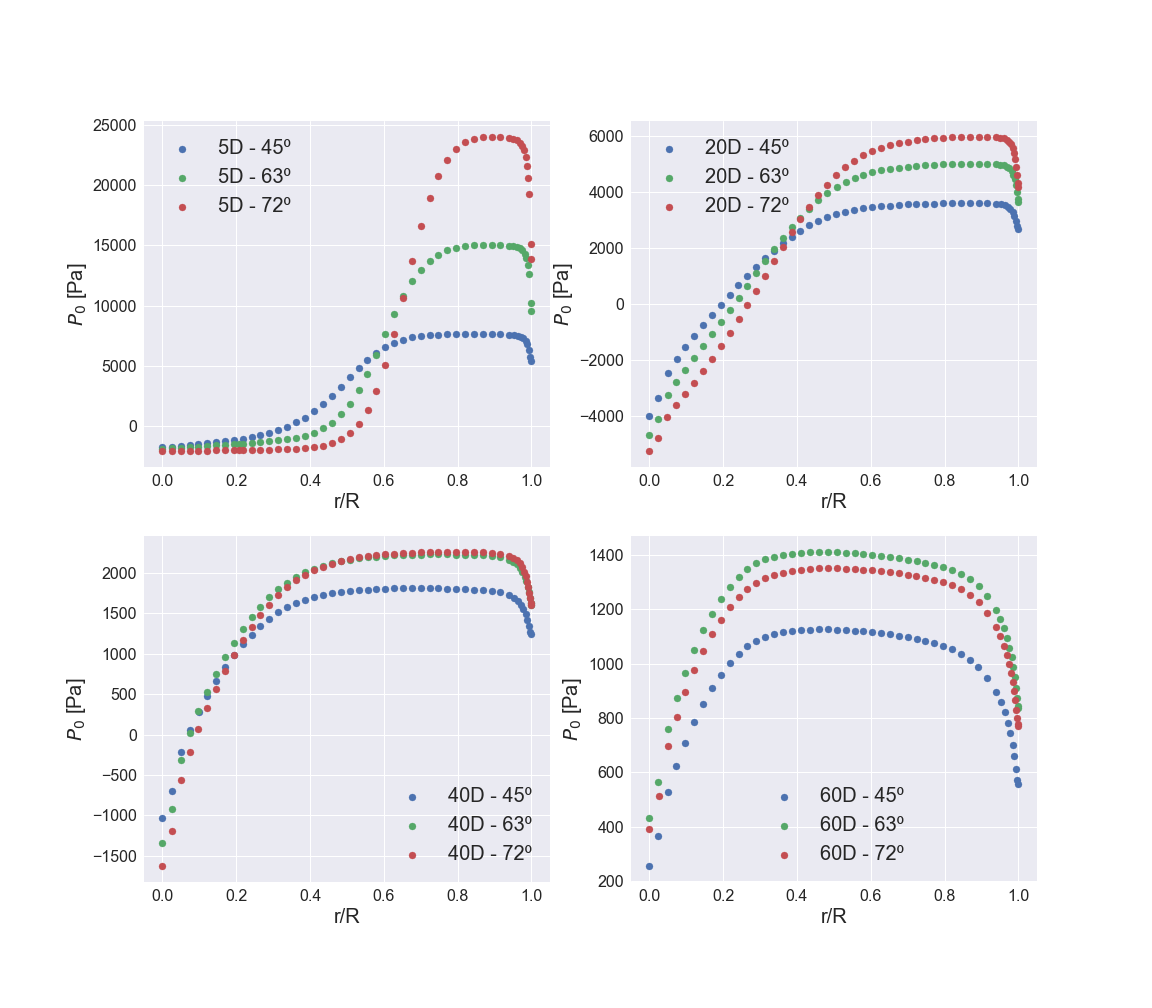 25000
20000
15000
10000
5000
0
P0 [Pa]
5D - 45º
5D - 63º
5D - 72º
0.0 0.2 0.4 0.6 0.8 1.0
r/R
6000
4000
2000
0
−2000
−4000
P0 [Pa]
20D - 45º
20D - 63º
20D - 72º
0.0 0.2 0.4 0.6 0.8 1.0
r/R
2000
1500
1000
500
0
−500
−1000
−1500
P0 [Pa]
40D - 45º
40D - 63º
40D - 72º
0.0 0.2 0.4 0.6 0.8 1.0
r/R
1400
1200
1000
800
600
400
200
P0 [Pa]
60D - 45º
60D - 63º
60D - 72º
0.0 0.2 0.4 0.6 0.8 1.0
r/R